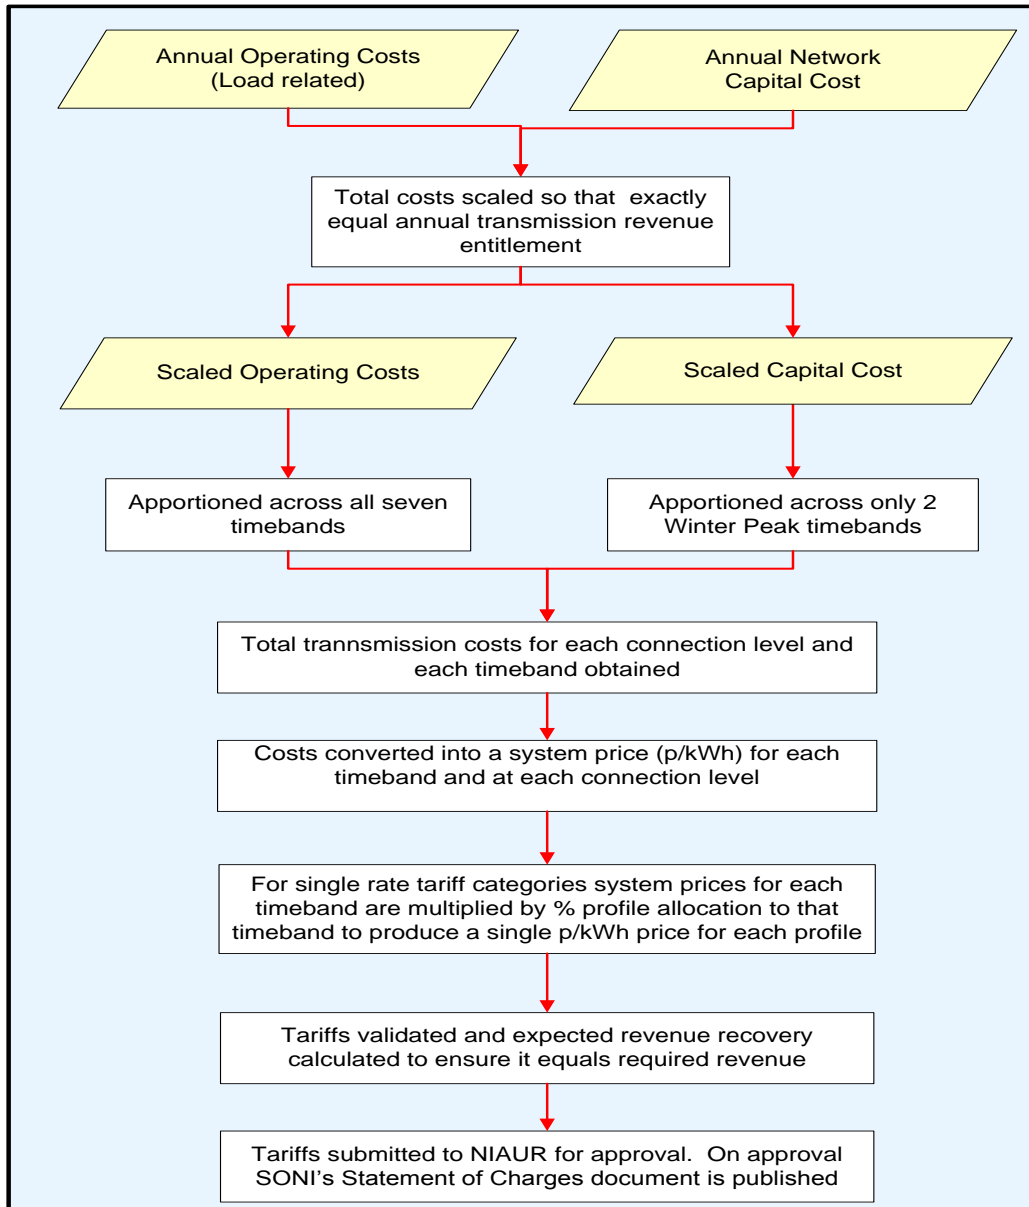 Annual Operating Costs
(Load related)
Annual Network
Capital Cost
Total costs scaled so that exactly
equal annual transmission revenue
entitlement
Scaled Operating Costs
Scaled Capital Cost
Apportioned across all seven
timebands
Apportioned across only 2
Winter Peak timebands
Total trannsmission costs for each connection level and
each timeband obtained
Costs converted into a system price (p/kWh) for each
timeband and at each connection level
For single rate tariff categories system prices for each
timeband are multiplied by % profile allocation to that
timeband to produce a single p/kWh price for each profile
Tariffs validated and expected revenue recovery
calculated to ensure it equals required revenue
Tariffs submitted to NIAUR for approval. On approval
SONI's Statement of Charges document is published